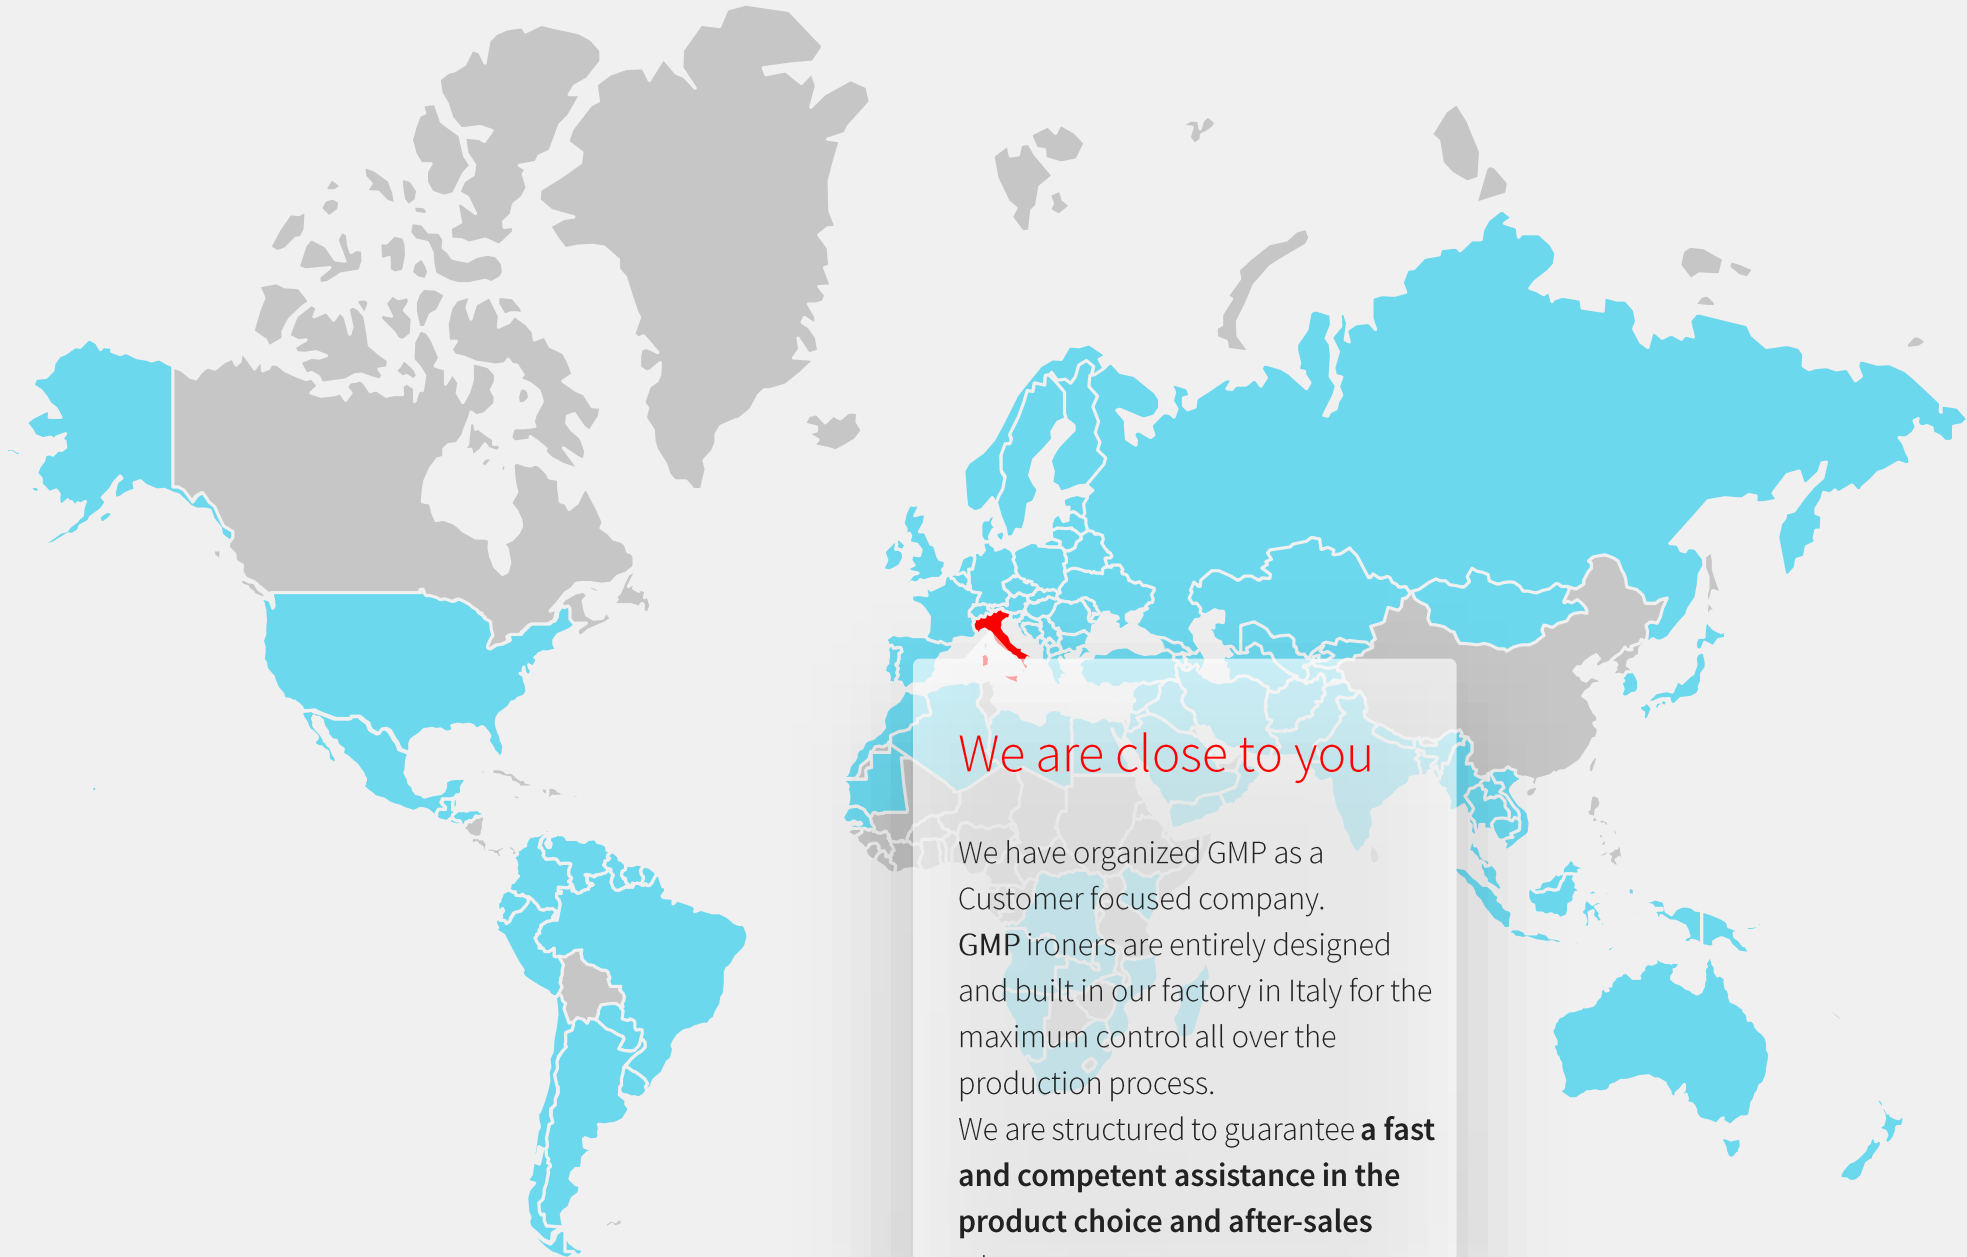 We are close to you
We have organized GMP as a
Customer focused company.
GMP ironers are entirely designed
and built in our factory in Italy for the
maximum control all over the
production process.
We are structured to guarantee a fast
and competent assistance in the
product choice and after-sales